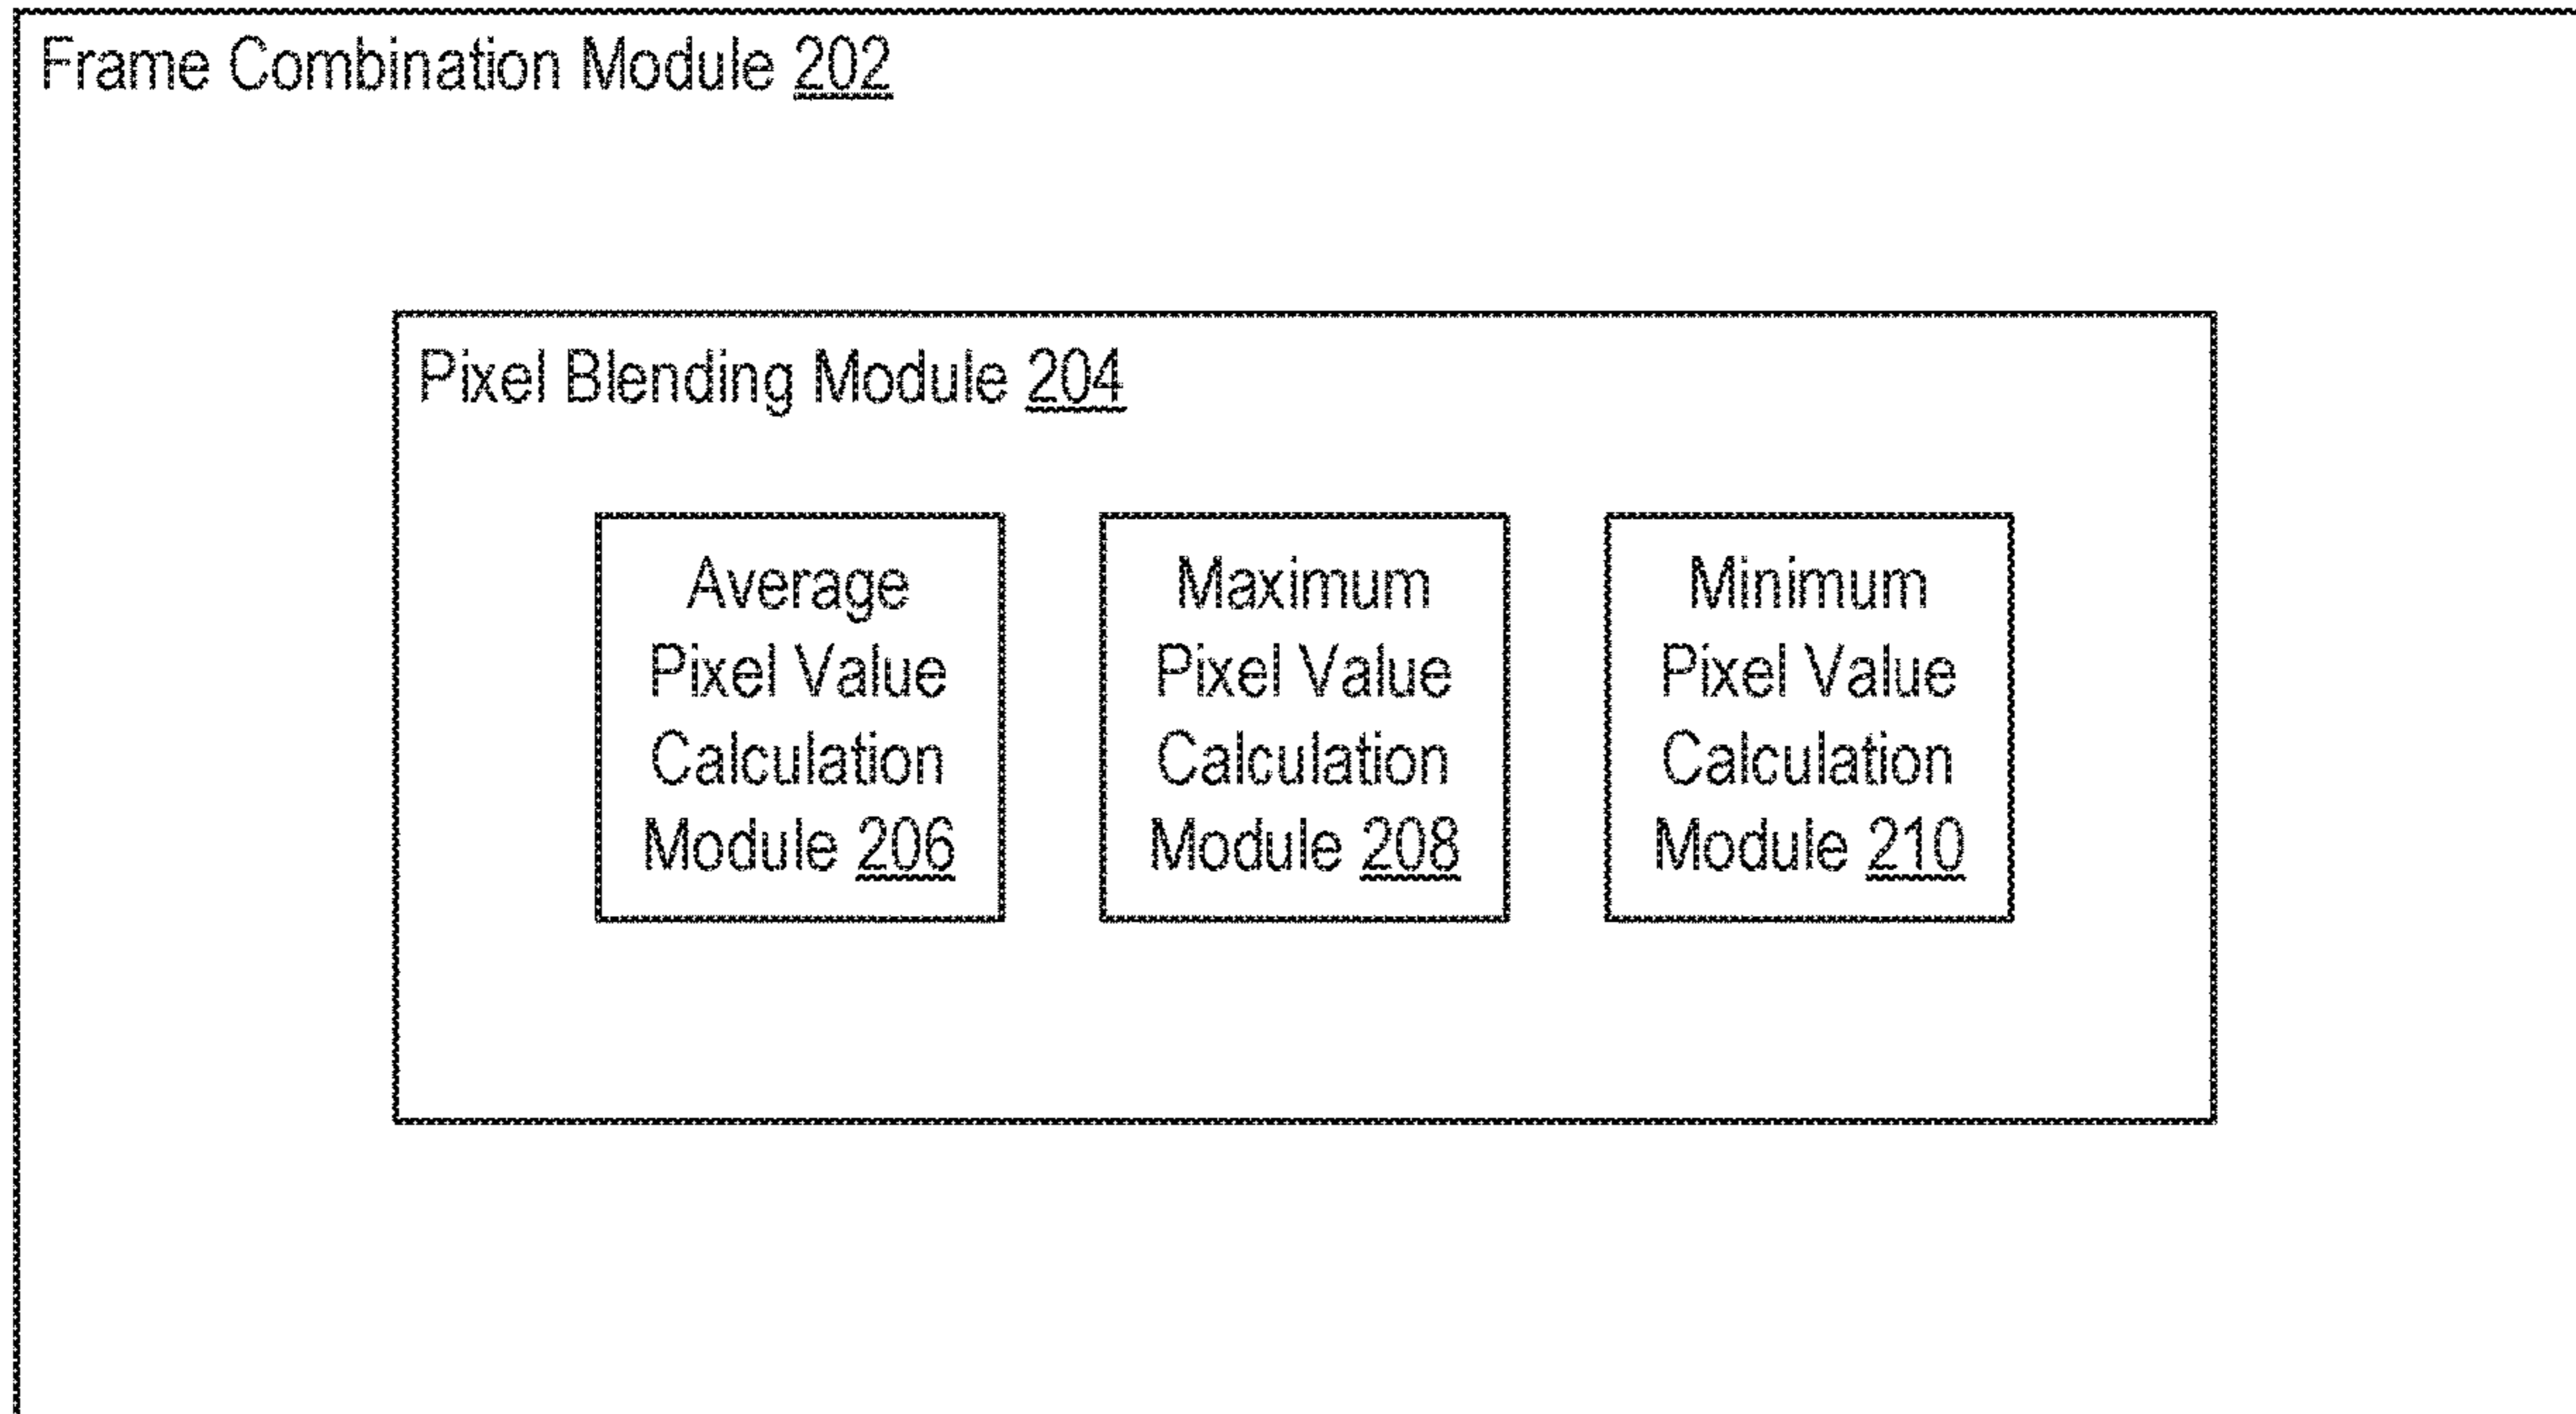 Frame Combination Module 202
Pixel Blending Module 204
Average
Pixel Value
Calculation
Module 206
Maximum
Pixel Value
Calculation
Module 208
Minimum
Pixel Value
Calculation
Module 210